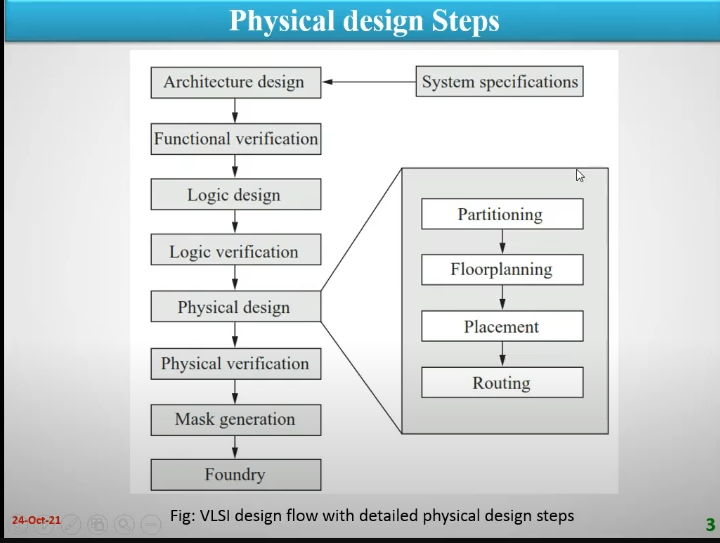 Physical design Steps
Architecture design
System specifications
Functional verification
Logic design
Logic verification
Physical design
Physical verification
Mask generation
Foundry
Partitioning
Floorplanning
Placement
Routing
Fig: VLSI design flow with detailed physical design steps
24-Oct-21
3